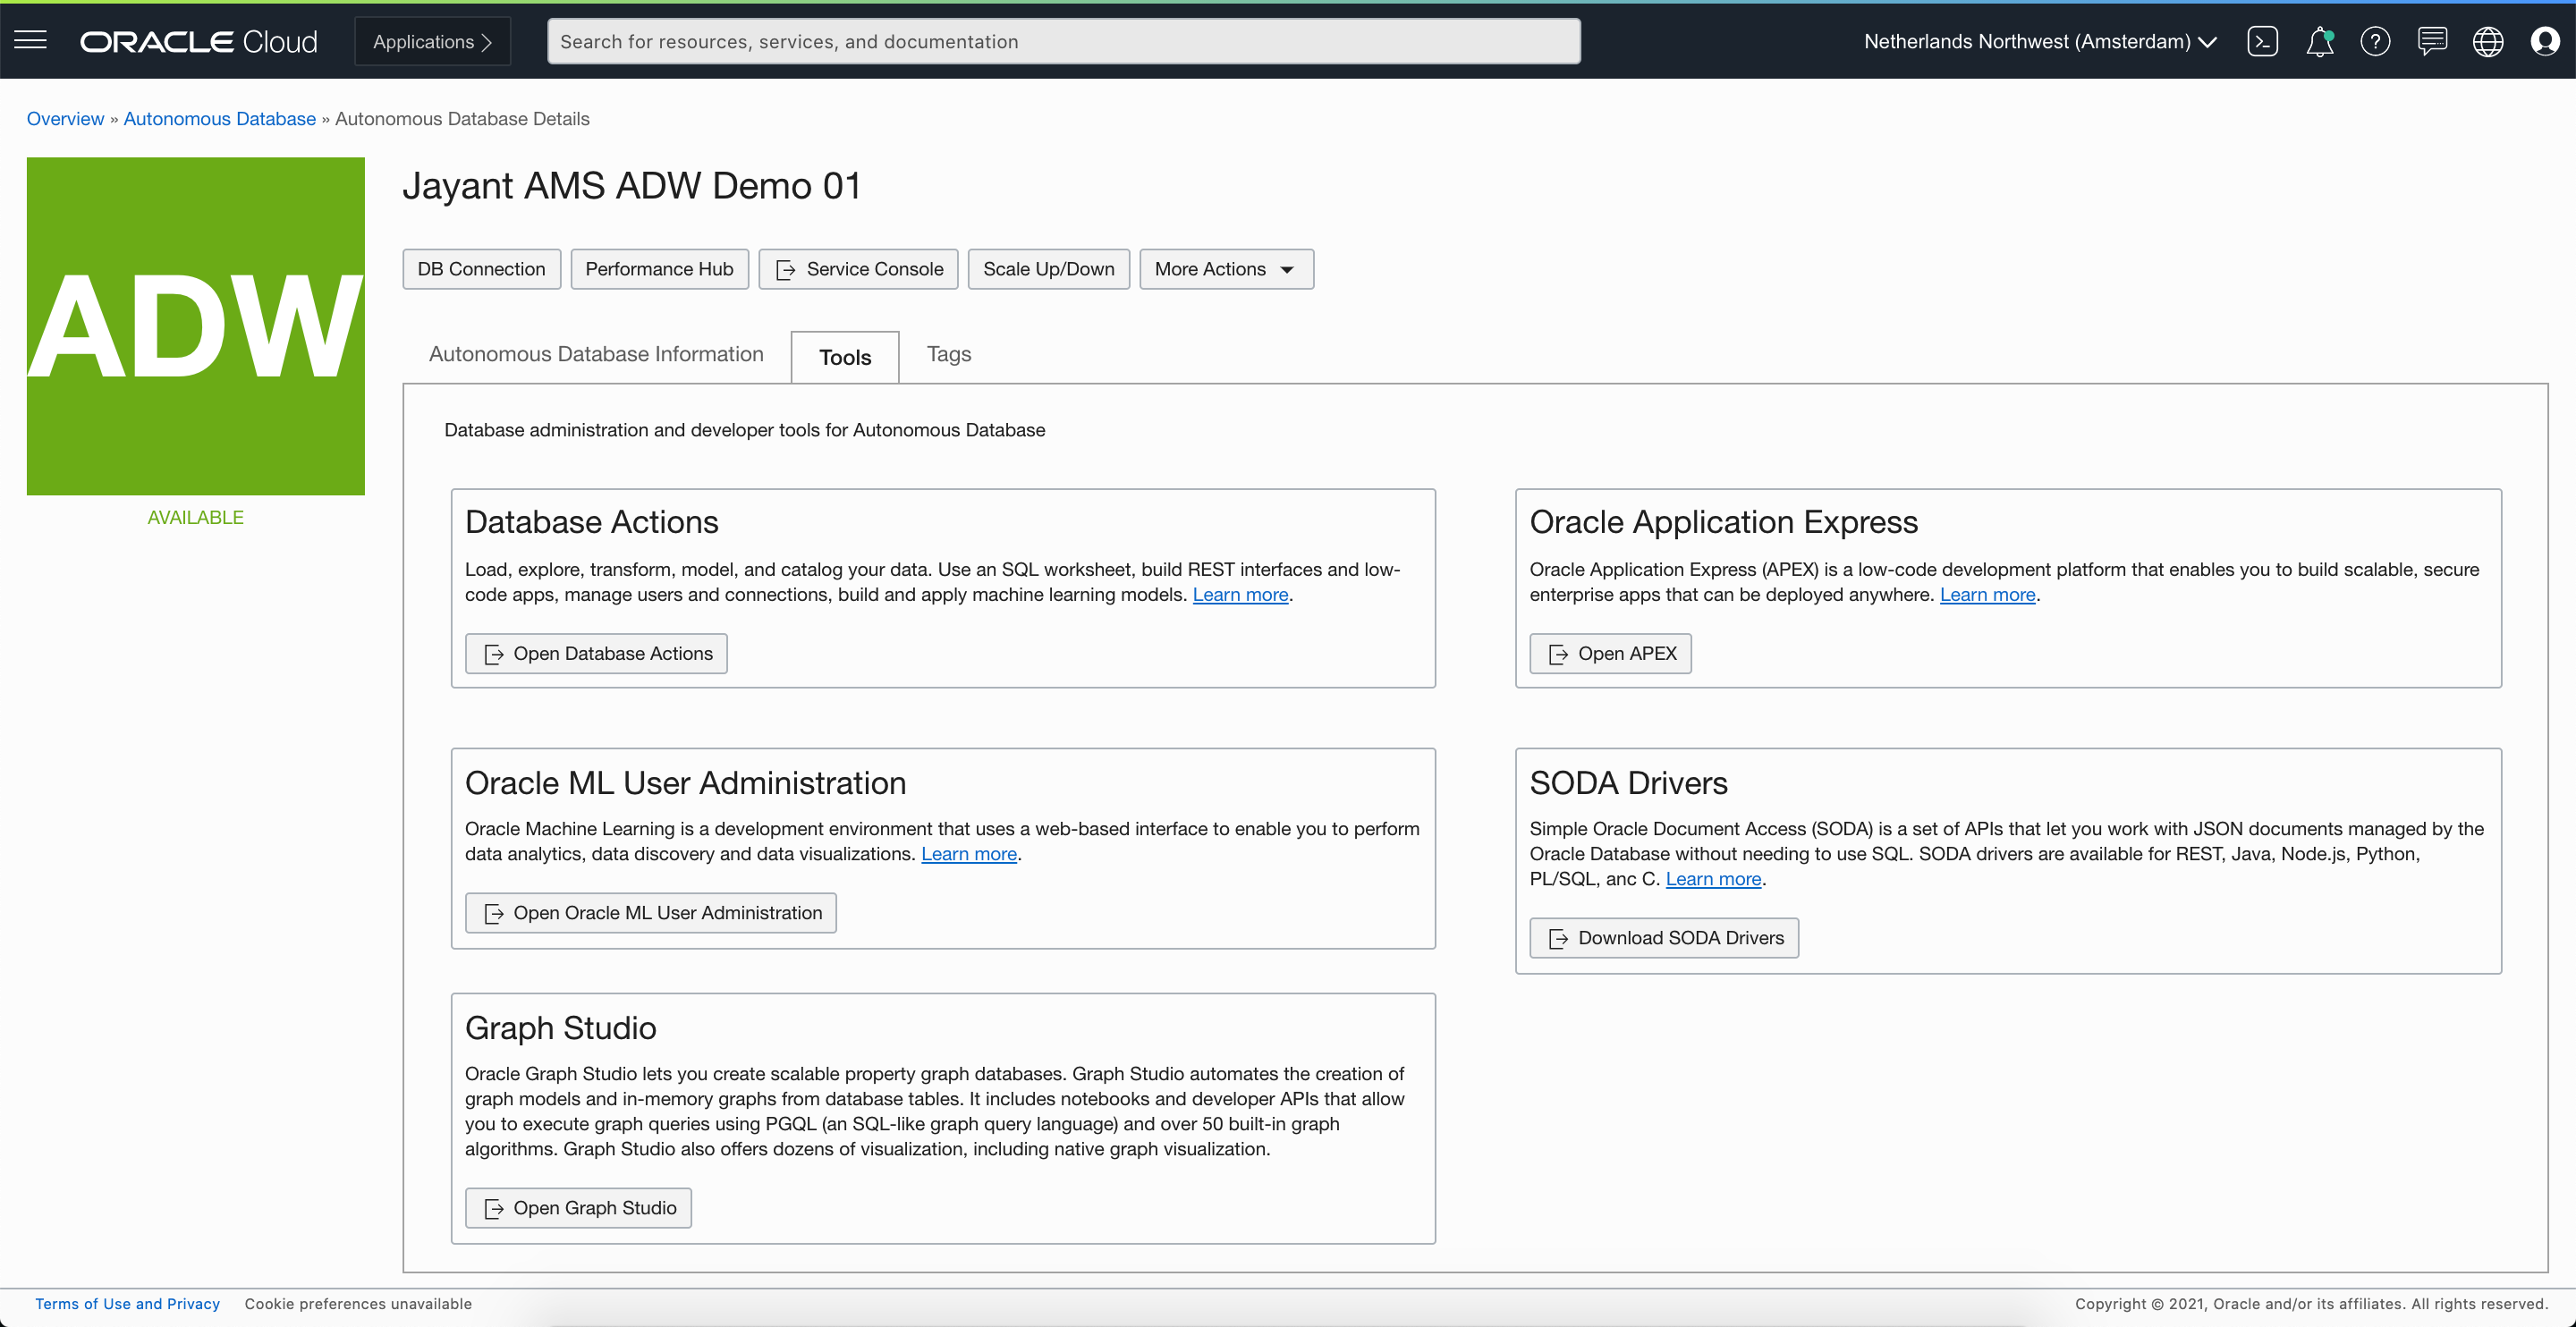 ORACLE Cloud
Applications
Search for resources, services, and documentation
Netherlands Northwest (Amsterdam)
Overview » Autonomous Database » Autonomous Database Details
ADW
AVAILABLE
Jayant AMS ADW Demo 01
DB Connection
Performance Hub
Service Console
Scale Up/Down
More Actions
Autonomous Database Information
Tools
Tags
Database administration and developer tools for Autonomous Database
Database Actions
Load, explore, transform, model, and catalog your data. Use an SQL worksheet, build REST interfaces and low-
code apps, manage users and connections, build and apply machine learning models. Learn more.
Open Database Actions
Oracle Application Express
Oracle Application Express (APEX) is a low-code development platform that enables you to build scalable, secure
enterprise apps that can be deployed anywhere. Learn more.
Open APEX
Oracle ML User Administration
Oracle Machine Learning is a development environment that uses a web-based interface to enable you to perform
data analytics, data discovery and data visualizations. Learn more.
Open Oracle ML User Administration
SODA Drivers
Simple Oracle Document Access (SODA) is a set of APIs that let you work with JSON documents managed by the
Oracle Database without needing to use SQL. SODA drivers are available for REST, Java, Node.js, Python,
PL/SQL, anc C. Learn more.
Download SODA Drivers
Graph Studio
Oracle Graph Studio lets you create scalable property graph databases. Graph Studio automates the creation of
graph models and in-memory graphs from database tables. It includes notebooks and developer APIs that allow
you to execute graph queries using PGQL (an SQL-like graph query language) and over 50 built-in graph
algorithms. Graph Studio also offers dozens of visualization, including native graph visualization.
Open Graph Studio
Terms of Use and Privacy
Cookie preferences unavailable
Copyright © 2021, Oracle and/or its affiliates. All rights reserved.